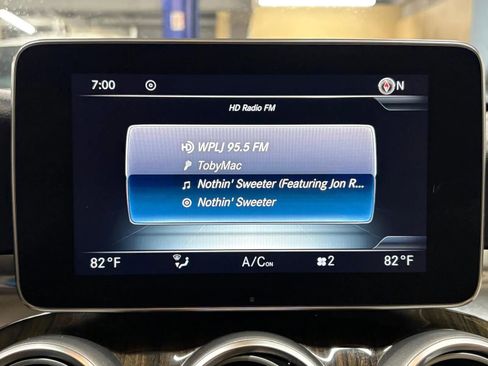 7:00
N
HD Radio FM
HD WPLJ 95.5 FM
TobyMac
Nothin' Sweeter (Featuring Jon R...
Nothin' Sweeter
82°F
A/C ON
2
82°F